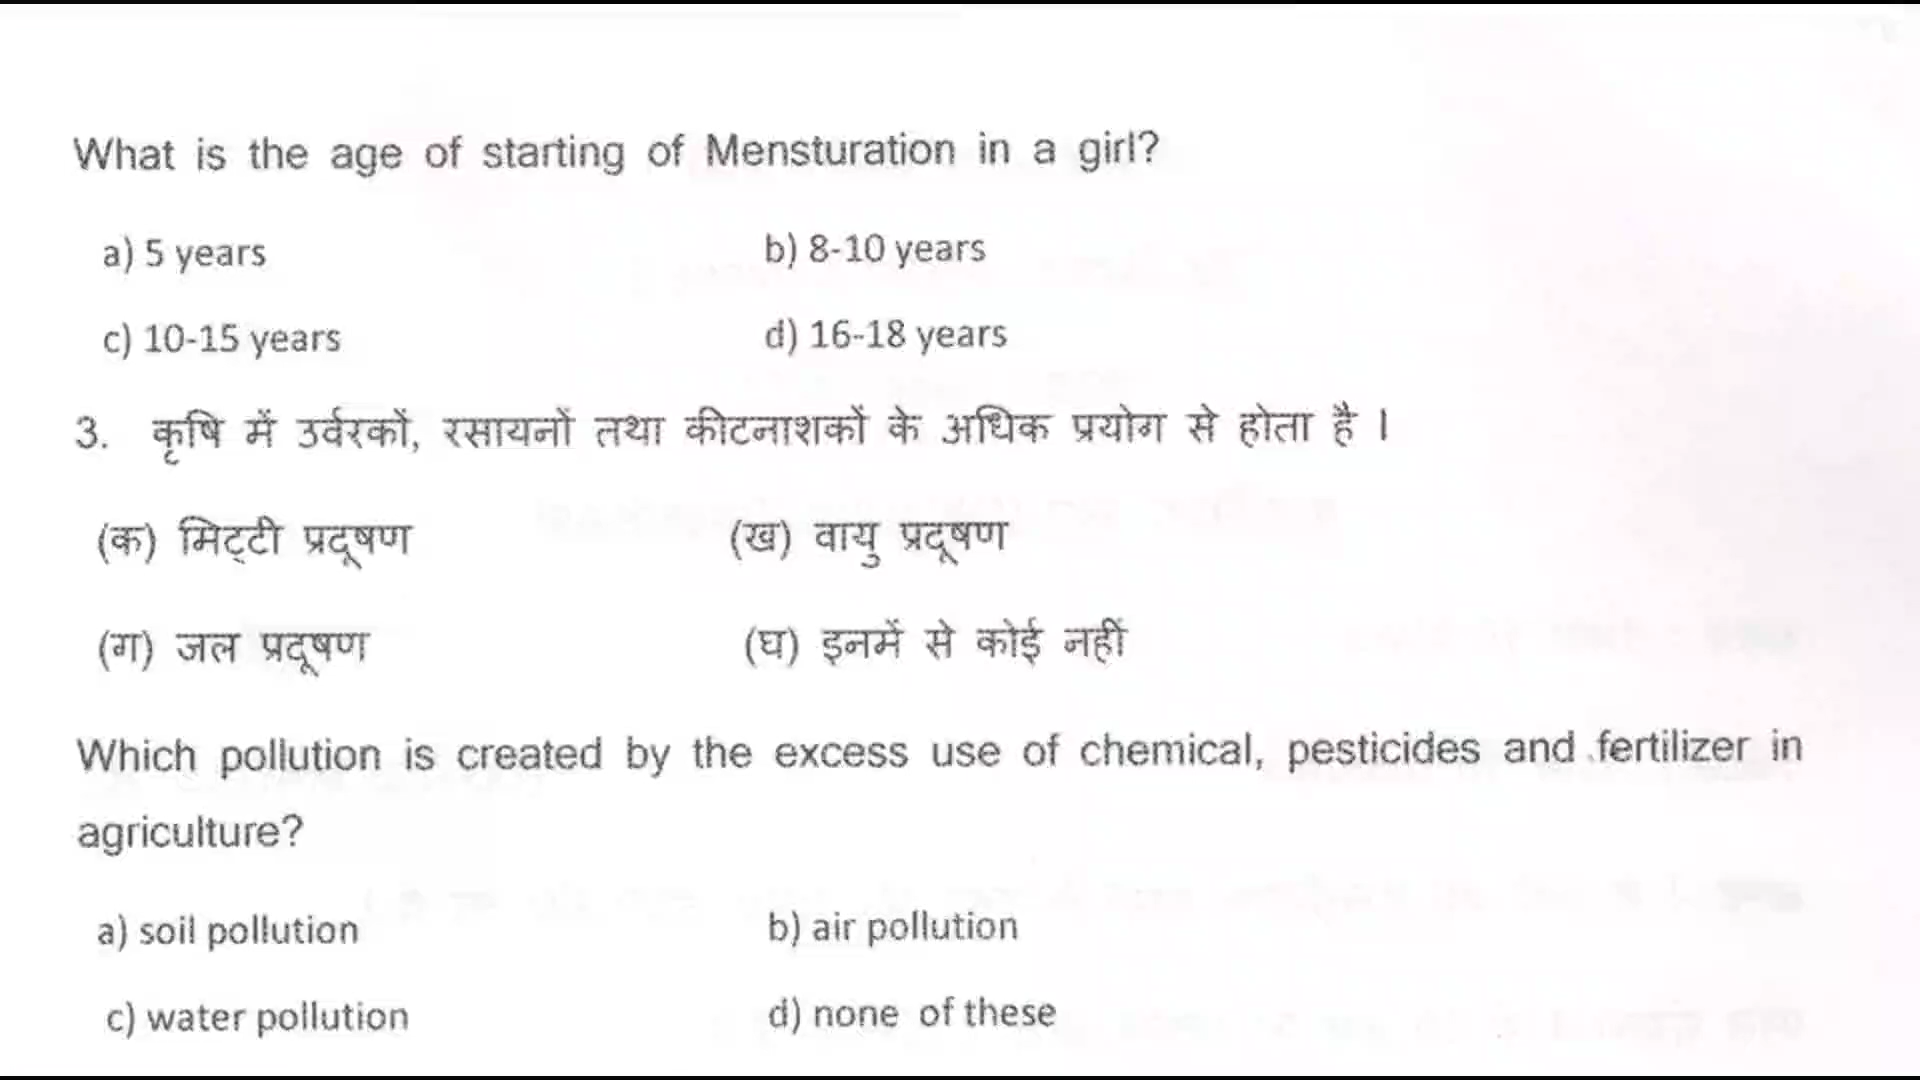 What is the age of starting of Mensturation in a girl?
a) 5 years b) 8-10 years
c) 10-15 years d) 16-18 years
3. कृषि में उर्वरकों, रसायनों तथा कीटनाशकों के अधिक प्रयोग से होता है ।
(क) मिट्टी प्रदूषण (ख) वायु प्रदूषण
(ग) जल प्रदूषण (घ) इनमें से कोई नहीं
Which pollution is created by the excess use of chemical, pesticides and fertilizer in
agriculture?
a) soil pollution b) air pollution
c) water pollution d) none of these